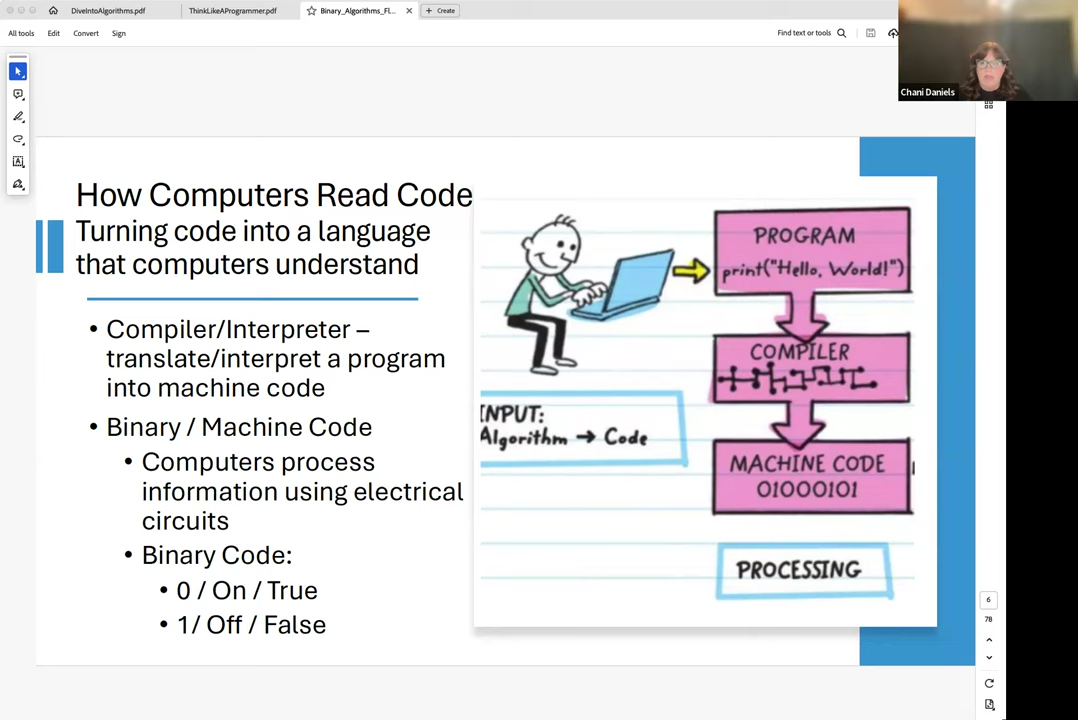 DiveIntoAlgorithms.pdf
ThinkLikeAProgrammer.pdf
Binary_Algorithms_Fl...
+ Create
All tools
Edit
Convert
Sign
Find text or tools
Chani Daniels
How Computers Read Code
Turning code into a language
that computers understand
• Compiler/Interpreter –
translate/interpret a program
into machine code
• Binary / Machine Code
• Computers process
information using electrical
circuits
• Binary Code:
• 0 / On / True
• 1/ Off / False
PROGRAM
print("Hello, World!")
COMPILER
INPUT:
Algorithm → Code
MACHINE CODE
01000101
PROCESSING
6
78